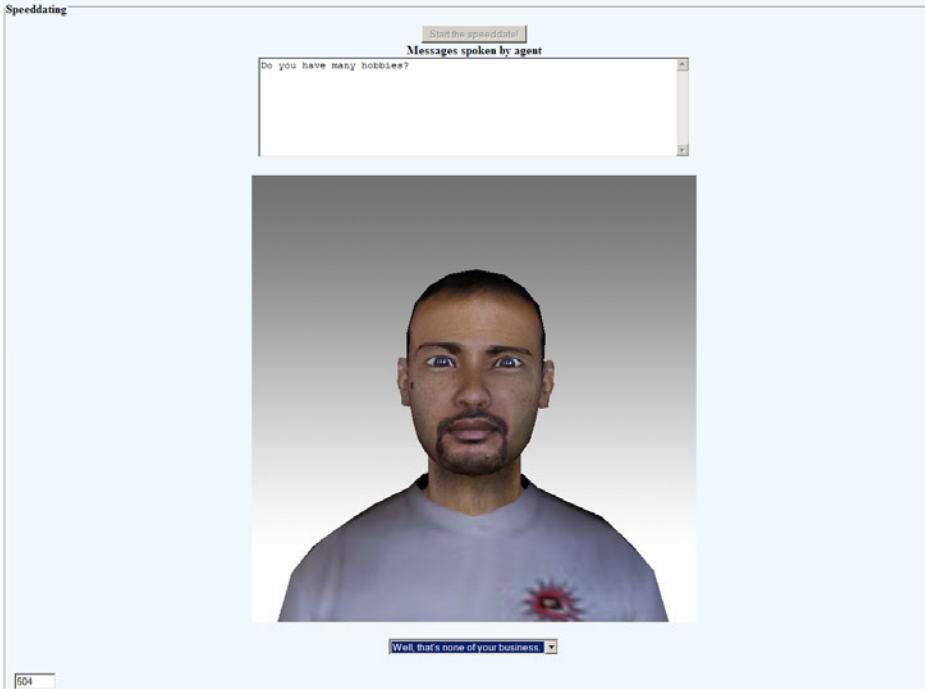 Speeddating
Start the speeddate!
Messages spoken by agent
Do you have many hobbies?
Well, that's none of your business.
504